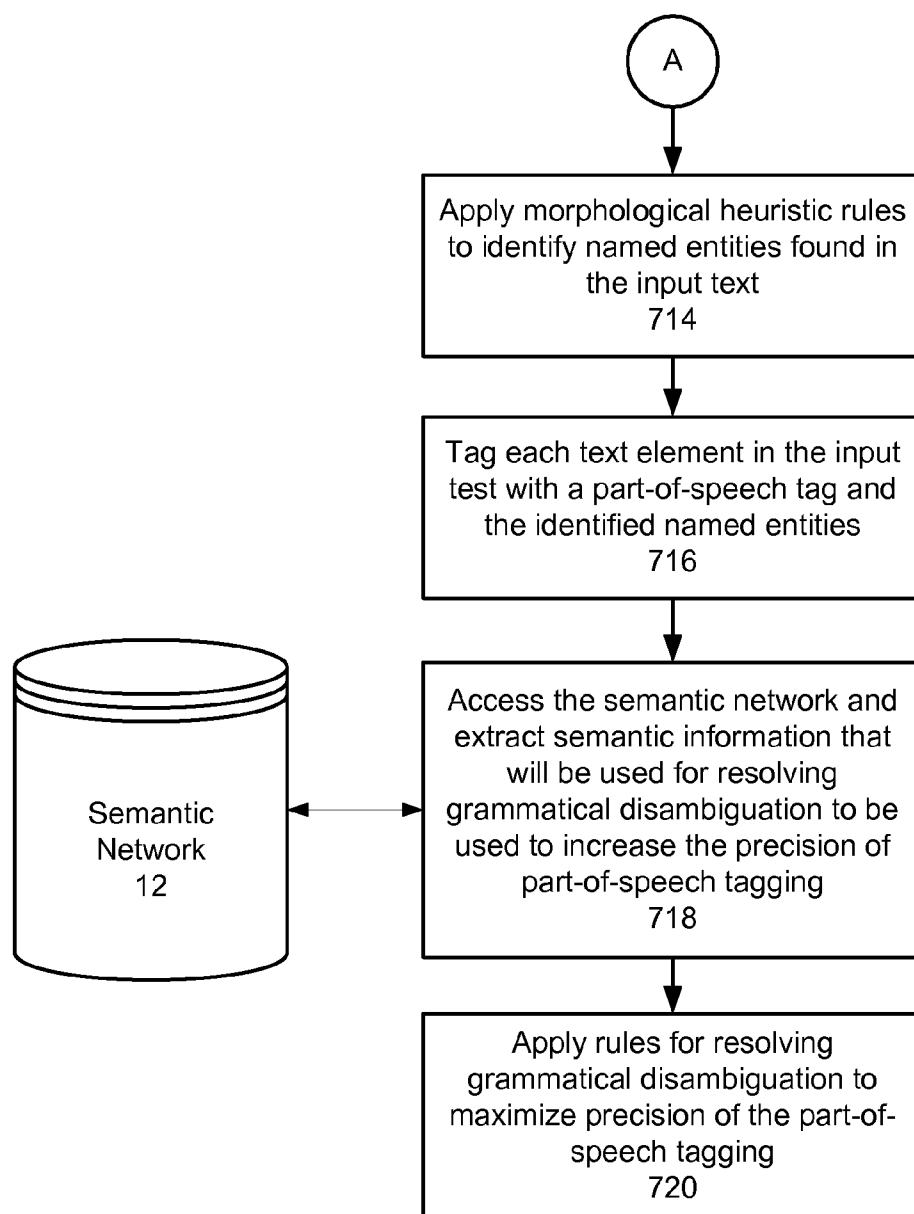 A
Apply morphological heuristic rules
to identify named entities found in
the input text
714
Tag each text element in the input
test with a part-of-speech tag and
the identified named entities
716
Semantic
Network
12
Access the semantic network and
extract semantic information that
will be used for resolving
grammatical disambiguation to be
used to increase the precision of
part-of-speech tagging
718
Apply rules for resolving
grammatical disambiguation to
maximize precision of the part-of-
speech tagging
720